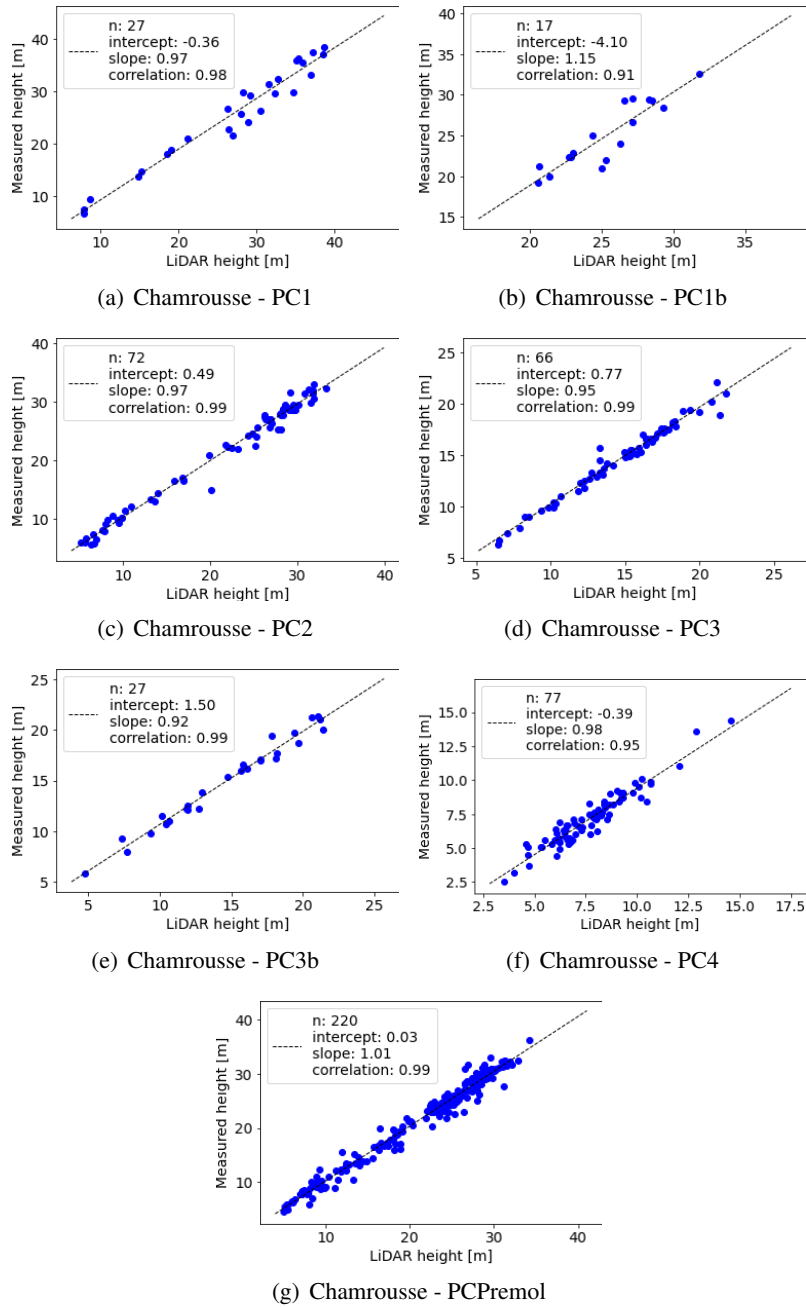 n: 27
intercept: -0.36
slope: 0.97
correlation: 0.98
Measured height [m]
40
30
20
10
10 20 30 40
LiDAR height [m]
(a) Chamrousse - PC1
n: 17
intercept: -4.10
slope: 1.15
correlation: 0.91
Measured height [m]
35
30
25
20
15
20 25 30 35
LiDAR height [m]
(b) Chamrousse - PC1b
n: 72
intercept: 0.49
slope: 0.97
correlation: 0.99
Measured height [m]
40
30
20
10
10 20 30 40
LiDAR height [m]
(c) Chamrousse - PC2
n: 66
intercept: 0.77
slope: 0.95
correlation: 0.99
Measured height [m]
25
20
15
10
5
5 10 15 20 25
LiDAR height [m]
(d) Chamrousse - PC3
n: 27
intercept: 1.50
slope: 0.92
correlation: 0.99
Measured height [m]
25
20
15
10
5
5 10 15 20 25
LiDAR height [m]
(e) Chamrousse - PC3b
n: 77
intercept: -0.39
slope: 0.98
correlation: 0.95
Measured height [m]
15.0
12.5
10.0
7.5
5.0
2.5
2.5 5.0 7.5 10.0 12.5 15.0 17.5
LiDAR height [m]
(f) Chamrousse - PC4
n: 220
intercept: 0.03
slope: 1.01
correlation: 0.99
Measured height [m]
40
30
20
10
10 20 30 40
LiDAR height [m]
(g) Chamrousse - PCPremol